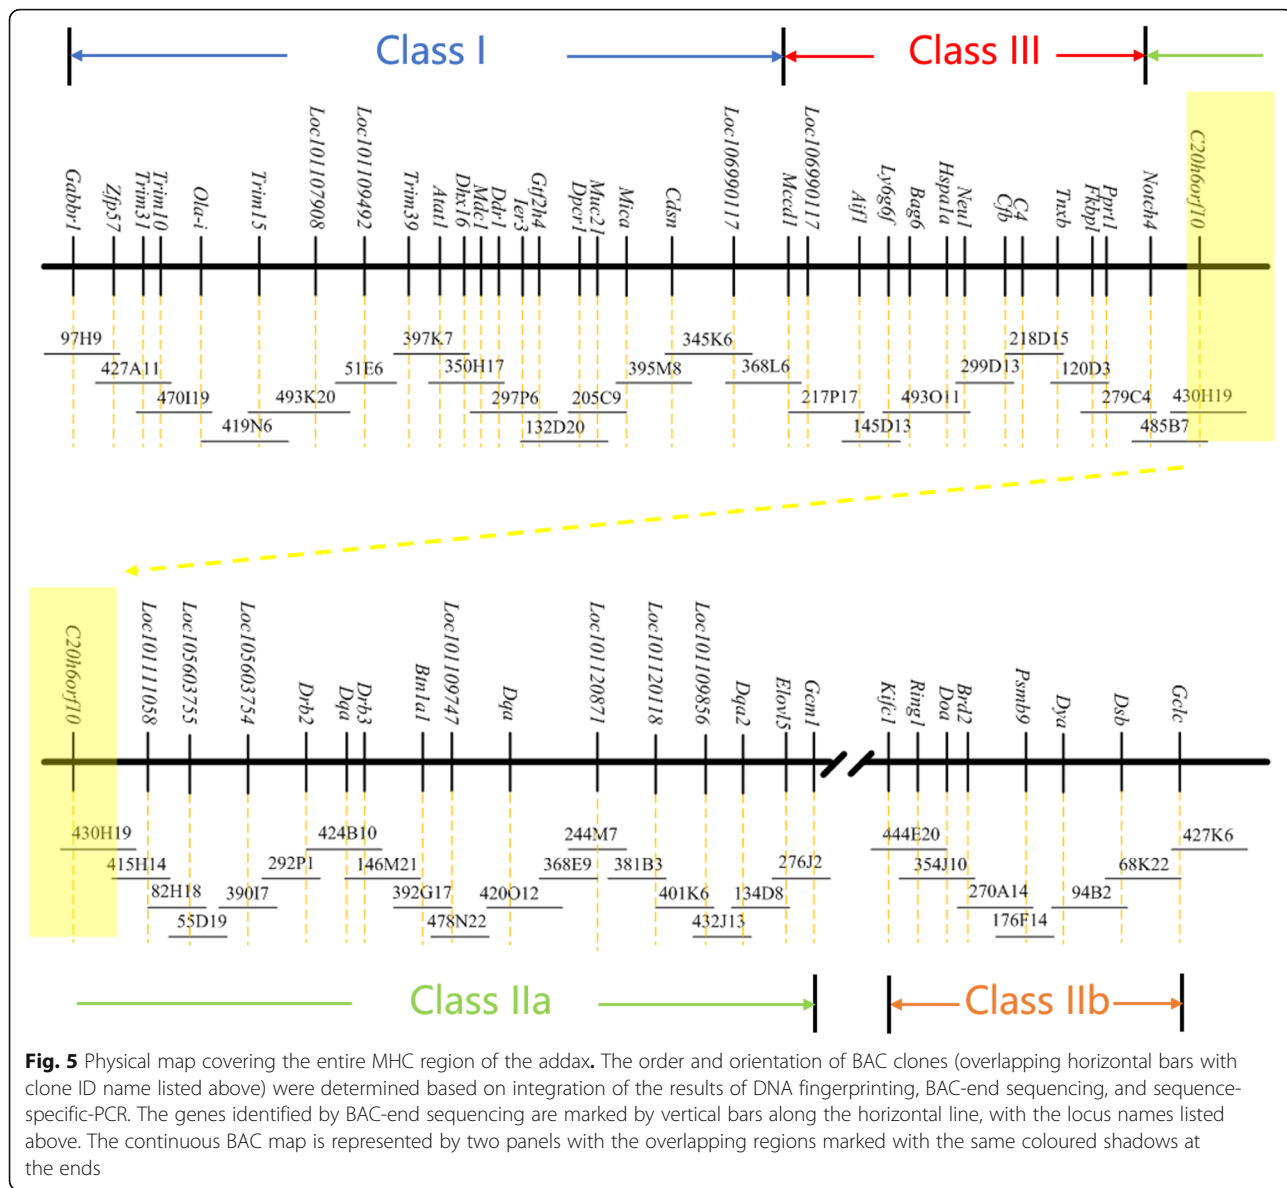 Class I
Class III
Gabbr1
Zfp57
Trim31
Trim10
Ola-i
Trim15
Loc101107908
Loc101109492
Trim39
Atat1
Dhx16
Mdc1
Ddr1
Ier3
Gtf2h4
Dpcr1
Muc21
Mica
Cdsn
Loc106990117
Mccd1
Loc106990117
Aif1
Ly6g6f
Bag6
Hspa1a
Neu1
Cfb
C4
Tnxb
Fkbpl
Pprt1
Notch4
C20h6orf10
97H9
397K7
345K6
218D15
427A11
51E6
350H17
395M8
368L6
299D13
120D3
470I19
493K20
297P6
205C9
217P17
493O11
279C4
430H19
419N6
132D20
145D13
485B7
C20h6orf10
Loc101111058
Loc105603755
Loc105603754
Drb2
Dqa
Drb3
Btn1a1
Loc101109747
Dqa
Loc101120871
Loc101120118
Loc101109856
Dqa2
Elovl5
Gcm1
Kifc1
Ring1
Doa
Brd2
Psmb9
Dya
Dsb
Gclc
430H19
424B10
244M7
444E20
427K6
415H14
292P1
146M21
368E9
381B3
276J2
354J10
68K22
82H18
390I7
392G17
420O12
401K6
134D8
270A14
94B2
55D19
478N22
432J13
176F14
Class IIa
Class IIb
Fig. 5 Physical map covering the entire MHC region of the addax. The order and orientation of BAC clones (overlapping horizontal bars with
clone ID name listed above) were determined based on integration of the results of DNA fingerprinting, BAC-end sequencing, and sequence-
specific-PCR. The genes identified by BAC-end sequencing are marked by vertical bars along the horizontal line, with the locus names listed
above. The continuous BAC map is represented by two panels with the overlapping regions marked with the same coloured shadows at
the ends